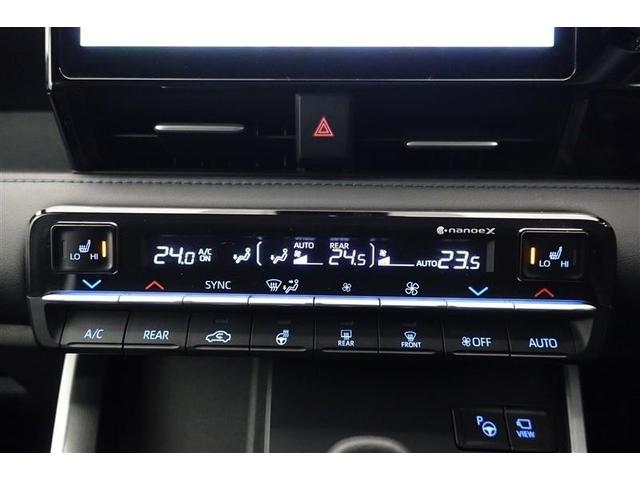 nanoeX
LO HI
24.0 A/C ON AUTO REAR 24.5 AUTO 23.5
LO HI
SYNC
A/C REAR REAR FRONT OFF AUTO
P VIEW